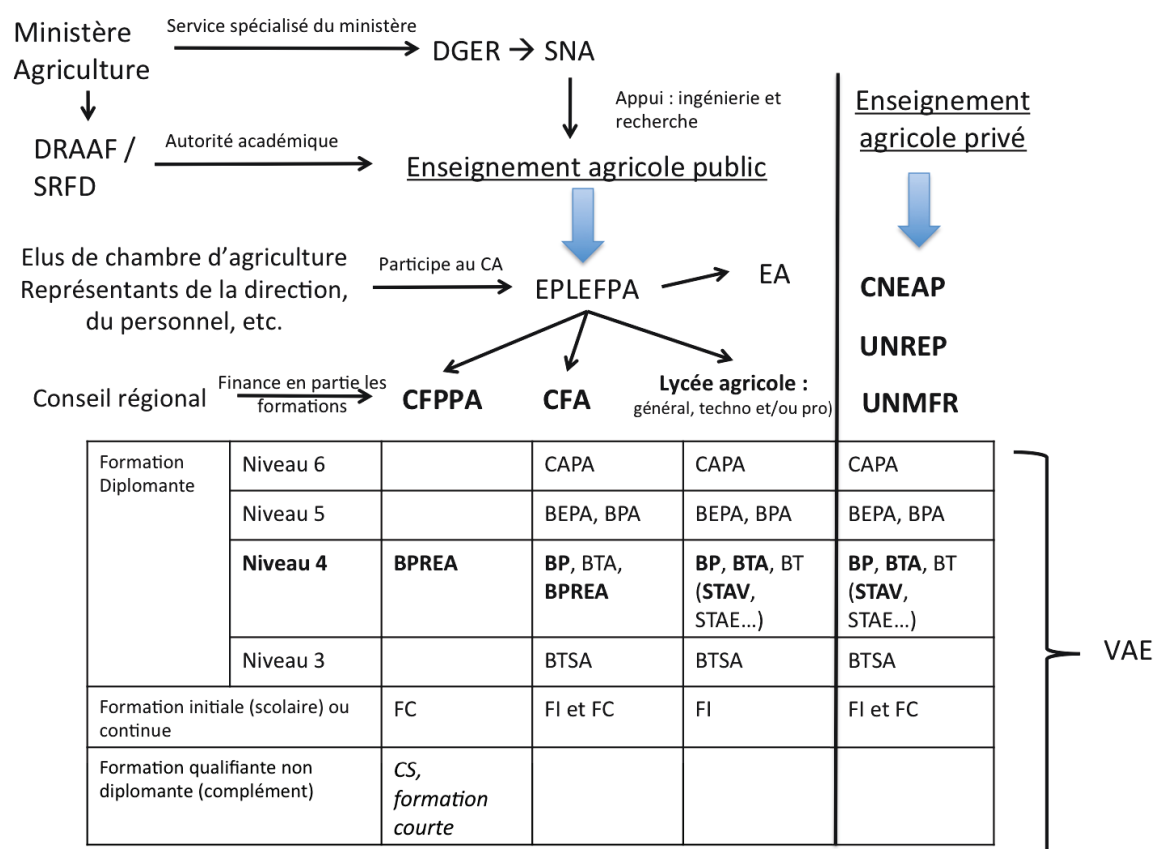 Ministère
Agriculture
Service spécialisé du ministère
DGER → SNA
Appui : ingénierie et
recherche
Enseignement
agricole privé
DRAAF /
SRFD
Autorité académique
Enseignement agricole public
Elus de chambre d’agriculture
Représentants de la direction,
du personnel, etc.
Participe au CA
EPLEFPA
EA
CNEAP
UNREP
UNMFR
Conseil régional
Finance en partie les
formations
CFPPA
CFA
Lycée agricole :
général, techno et/ou pro)
Formation
Diplomante
Niveau 6
CAPA
CAPA
CAPA
Niveau 5
BEPA, BPA
BEPA, BPA
BEPA, BPA
Niveau 4
BPREA
BP, BTA,
BPREA
BP, BTA, BT
(STAV,
STAE…)
BP, BTA, BT
(STAV,
STAE…)
Niveau 3
BTSA
BTSA
BTSA
VAE
Formation initiale (scolaire) ou
continue
FC
FI et FC
FI
FI et FC
Formation qualifiante non
diplomante (complément)
CS,
formation
courte